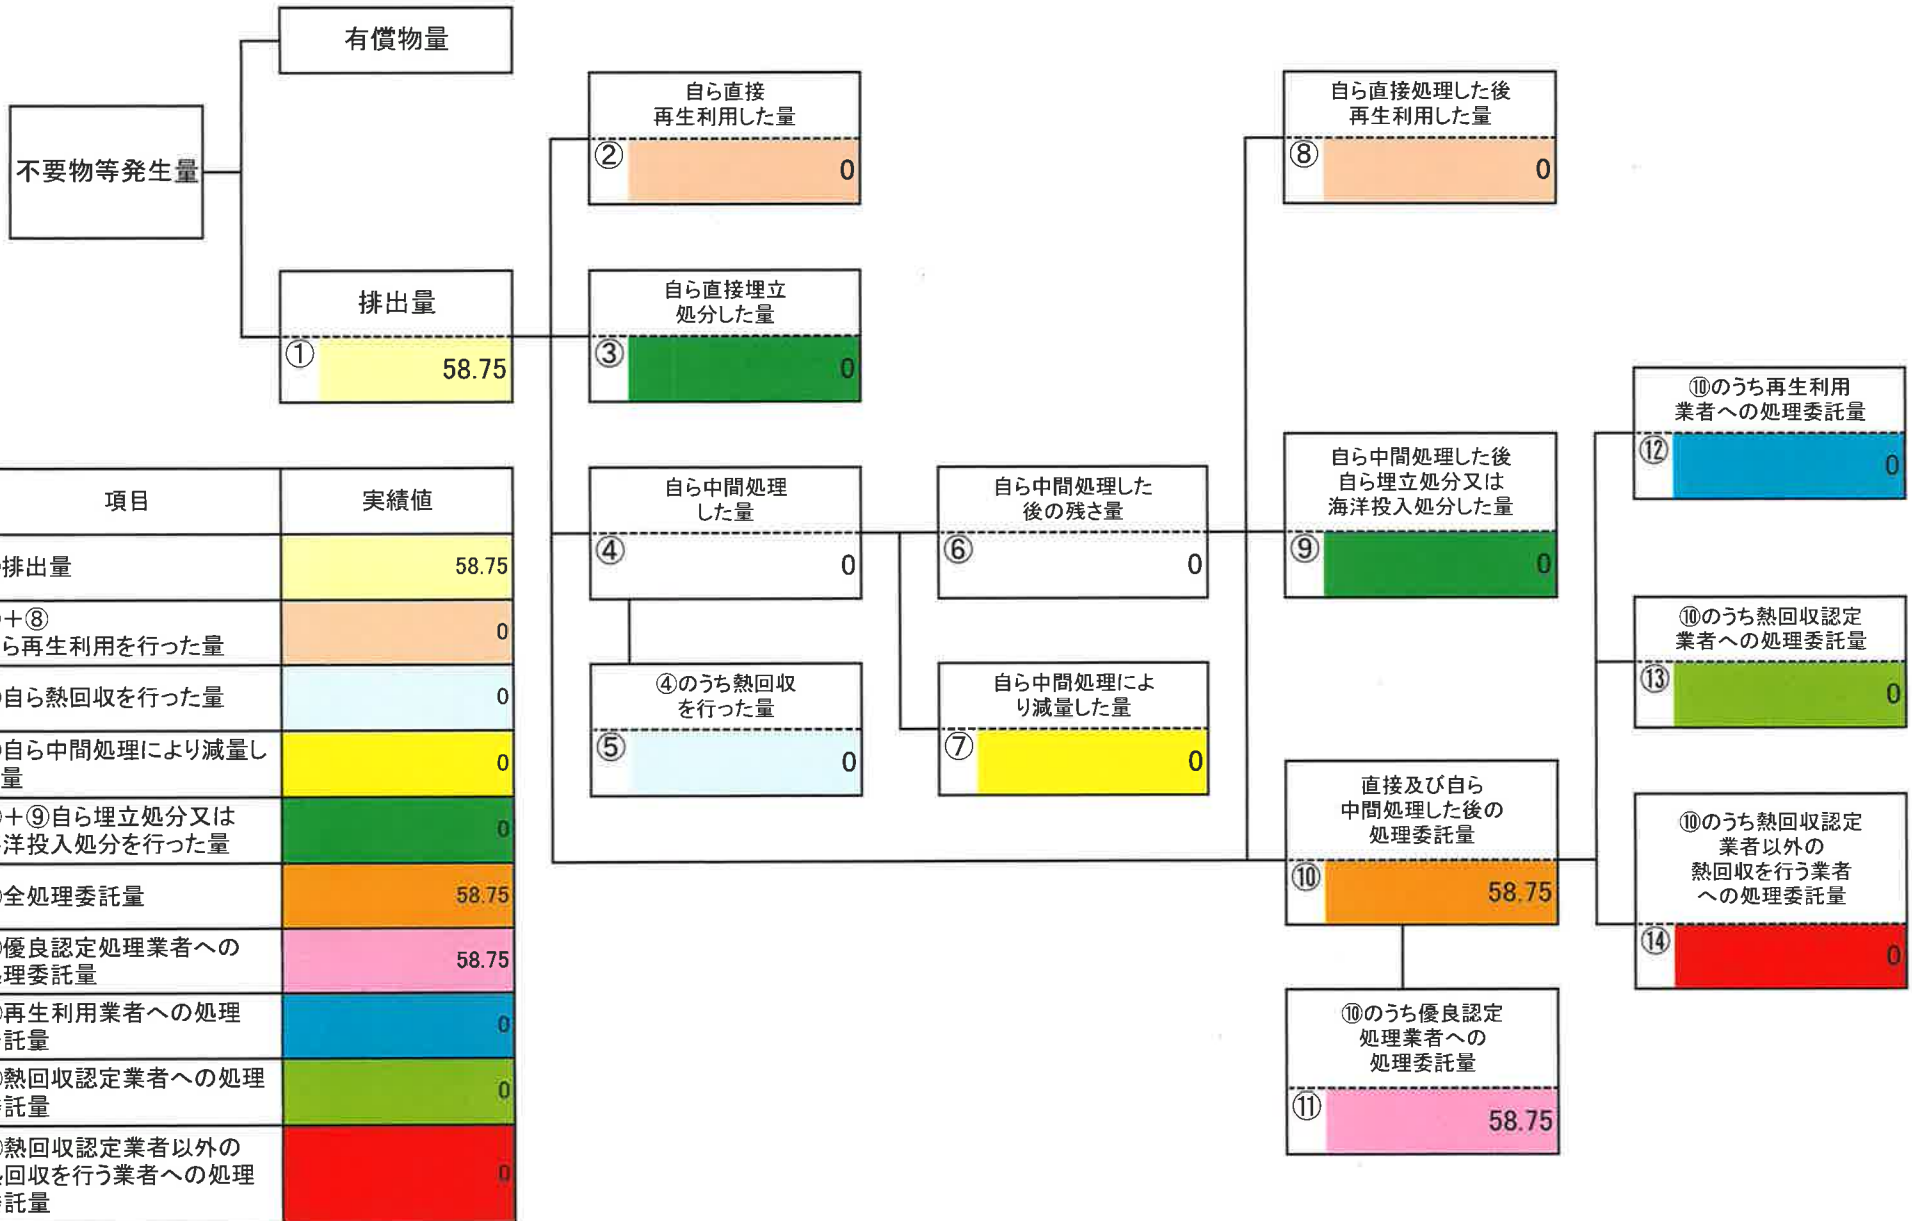 有償物量
不要物等発生量
排出量
①
58.75
自ら直接
再生利用した量
②
0
自ら直接埋立
処分した量
③
0
自ら中間処理
した量
④
0
④のうち熱回収
を行った量
⑤
0
自ら中間処理した
後の残さ量
⑥
0
自ら中間処理によ
り減量した量
⑦
0
自ら直接処理した後
再生利用した量
⑧
0
自ら中間処理した後
自ら埋立処分又は
海洋投入処分した量
⑨
0
直接及び自ら
中間処理した後の
処理委託量
⑩
58.75
⑩のうち優良認定
処理業者への
処理委託量
⑪
58.75
⑩のうち再生利用
業者への処理委託量
⑫
0
⑩のうち熱回収認定
業者への処理委託量
⑬
0
⑩のうち熱回収認定
業者以外の
熱回収を行う業者
への処理委託量
⑭
0
項目 実績値
排出量 58.75
+⑧
ら再生利用を行った量 0
自ら熱回収を行った量 0
自ら中間処理により減量し
量 0
+⑨自ら埋立処分又は
洋投入処分を行った量 0
全処理委託量 58.75
優良認定処理業者への
理委託量 58.75
再生利用業者への処理
託量 0
熱回収認定業者への処理
託量 0
熱回収認定業者以外の
回収を行う業者への処理
託量 0